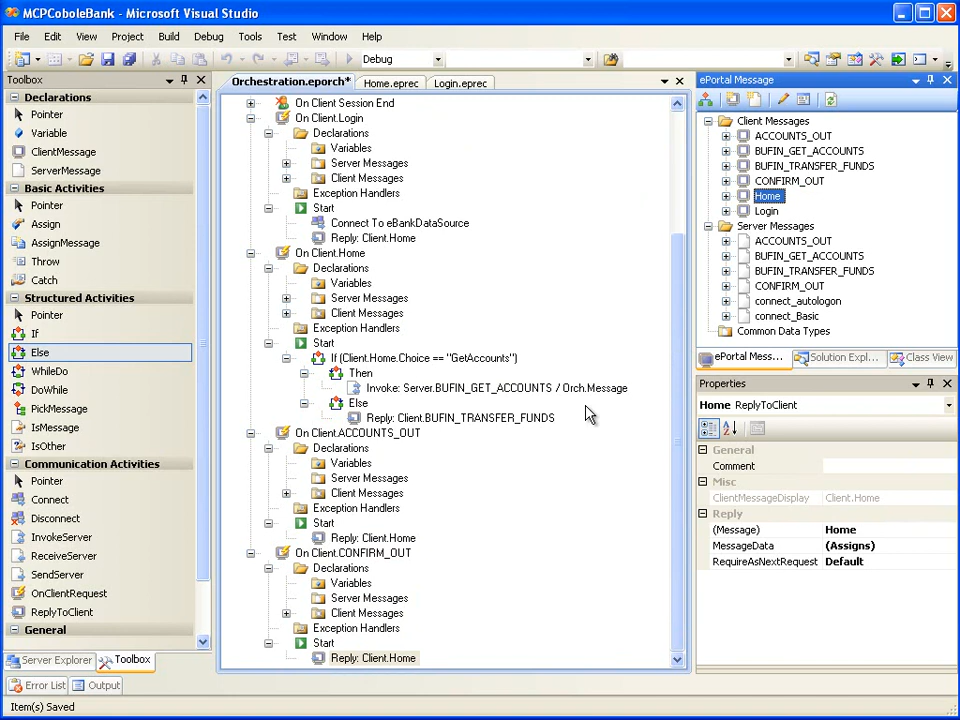 MCPCoboleBank - Microsoft Visual Studio
File Edit View Project Build Debug Tools Test Window Help
Debug
Toolbox
Declarations
Pointer
Variable
ClientMessage
ServerMessage
Basic Activities
Pointer
Assign
AssignMessage
Throw
Catch
Structured Activities
Pointer
If
Else
WhileDo
DoWhile
PickMessage
IsMessage
IsOther
Communication Activities
Pointer
Connect
Disconnect
InvokeServer
ReceiveServer
SendServer
OnClientRequest
ReplyToClient
General
Server Explorer Toolbox
Error List Output
Item(s) Saved
Orchestration.eporch* Home.eprec Login.eprec
On Client Session End
On Client.Login
Declarations
Variables
Server Messages
Client Messages
Exception Handlers
Start
Connect To eBankDataSource
Reply: Client.Home
On Client.Home
Declarations
Variables
Server Messages
Client Messages
Exception Handlers
Start
If (Client.Home.Choice == "GetAccounts")
Then
Invoke: Server.BUFIN_GET_ACCOUNTS / Orch.Message
Else
Reply: Client.BUFIN_TRANSFER_FUNDS
On Client.ACCOUNTS_OUT
Declarations
Variables
Server Messages
Client Messages
Exception Handlers
Start
Reply: Client.Home
On Client.CONFIRM_OUT
Declarations
Variables
Server Messages
Client Messages
Exception Handlers
Start
Reply: Client.Home
ePortal Message
Client Messages
ACCOUNTS_OUT
BUFIN_GET_ACCOUNTS
BUFIN_TRANSFER_FUNDS
CONFIRM_OUT
Home
Login
Server Messages
ACCOUNTS_OUT
BUFIN_GET_ACCOUNTS
BUFIN_TRANSFER_FUNDS
CONFIRM_OUT
connect_autologon
connect_Basic
Common Data Types
ePortal Mess... Solution Expl... Class View
Properties
Home ReplyToClient
General
Comment
Misc
ClientMessageDisplay Client.Home
Reply
(Message) Home
MessageData (Assigns)
RequireAsNextRequest Default